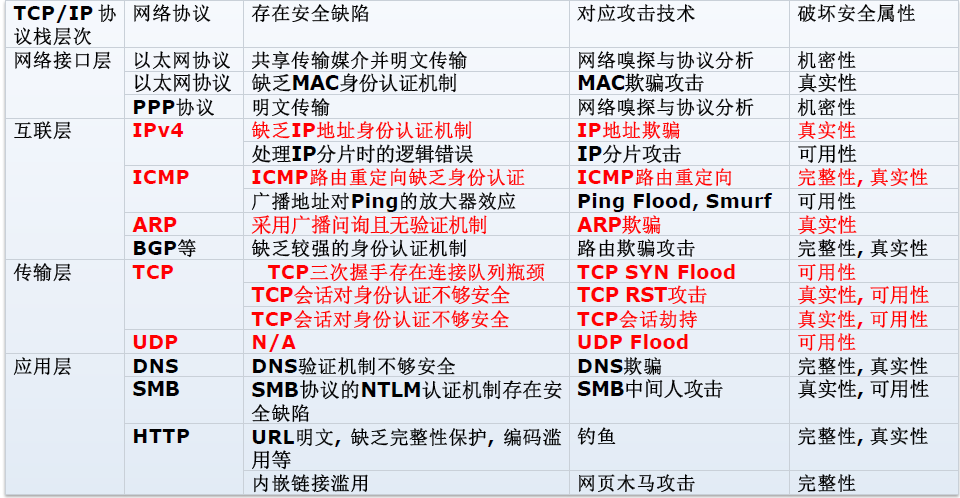 TCP/IP 协议栈层次 网络协议 存在安全缺陷 对应攻击技术 破坏安全属性
网络接口层 以太网协议 共享传输媒介并明文传输 网络嗅探与协议分析 机密性
以太网协议 缺乏MAC身份认证机制 MAC欺骗攻击 真实性
PPP协议 明文传输 网络嗅探与协议分析 机密性
互联层 IPv4 缺乏IP地址身份认证机制 IP地址欺骗 真实性
处理IP分片时的逻辑错误 IP分片攻击 可用性
ICMP ICMP路由重定向缺乏身份认证 ICMP路由重定向 完整性, 真实性
广播地址对Ping的放大器效应 Ping Flood, Smurf 可用性
ARP 采用广播问询且无验证机制 ARP欺骗 真实性
BGP等 缺乏较强的身份认证机制 路由欺骗攻击 完整性, 真实性
传输层 TCP TCP三次握手存在连接队列瓶颈 TCP SYN Flood 可用性
TCP会话对身份认证不够安全 TCP RST攻击 真实性, 可用性
TCP会话对身份认证不够安全 TCP会话劫持 真实性, 可用性
UDP N/A UDP Flood 可用性
应用层 DNS DNS验证机制不够安全 DNS欺骗 完整性, 真实性
SMB SMB协议的NTLM认证机制存在安全缺陷 SMB中间人攻击 真实性, 可用性
HTTP URL明文, 缺乏完整性保护, 编码滥用等 钓鱼 完整性, 真实性
内嵌链接滥用 网页木马攻击 完整性